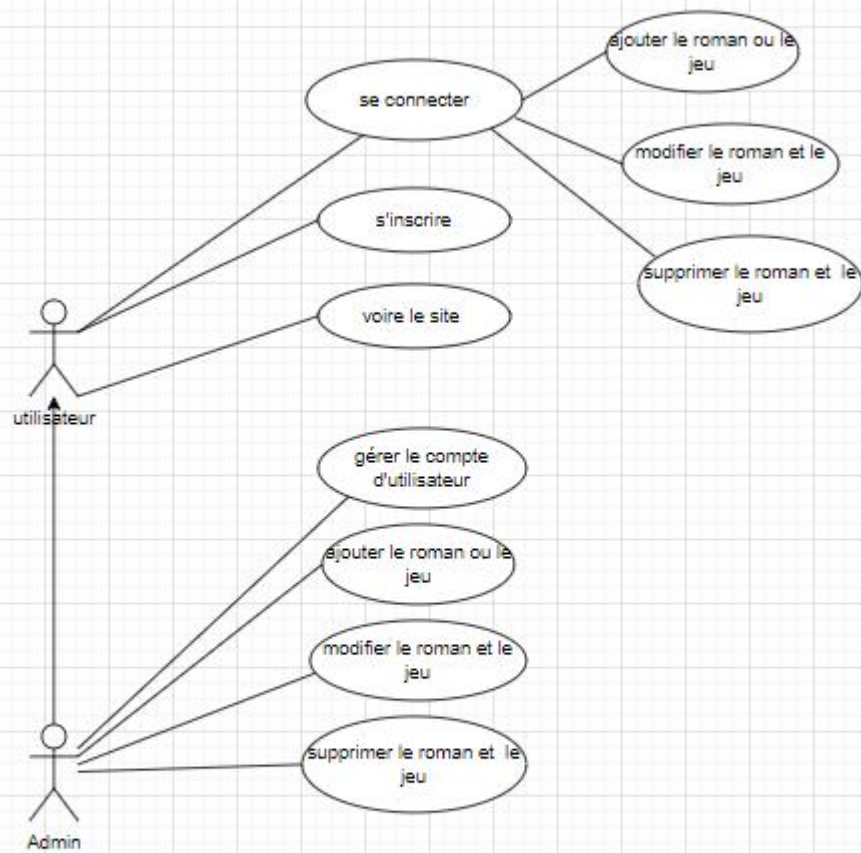 ajouter le roman ou le
jeu
se connecter
modifier le roman et le
jeu
s'inscrire
supprimer le roman et le
jeu
voire le site
utilisateur
gérer le compte
d'utilisateur
ajouter le roman ou le
jeu
modifier le roman et le
jeu
supprimer le roman et le
jeu
Admin